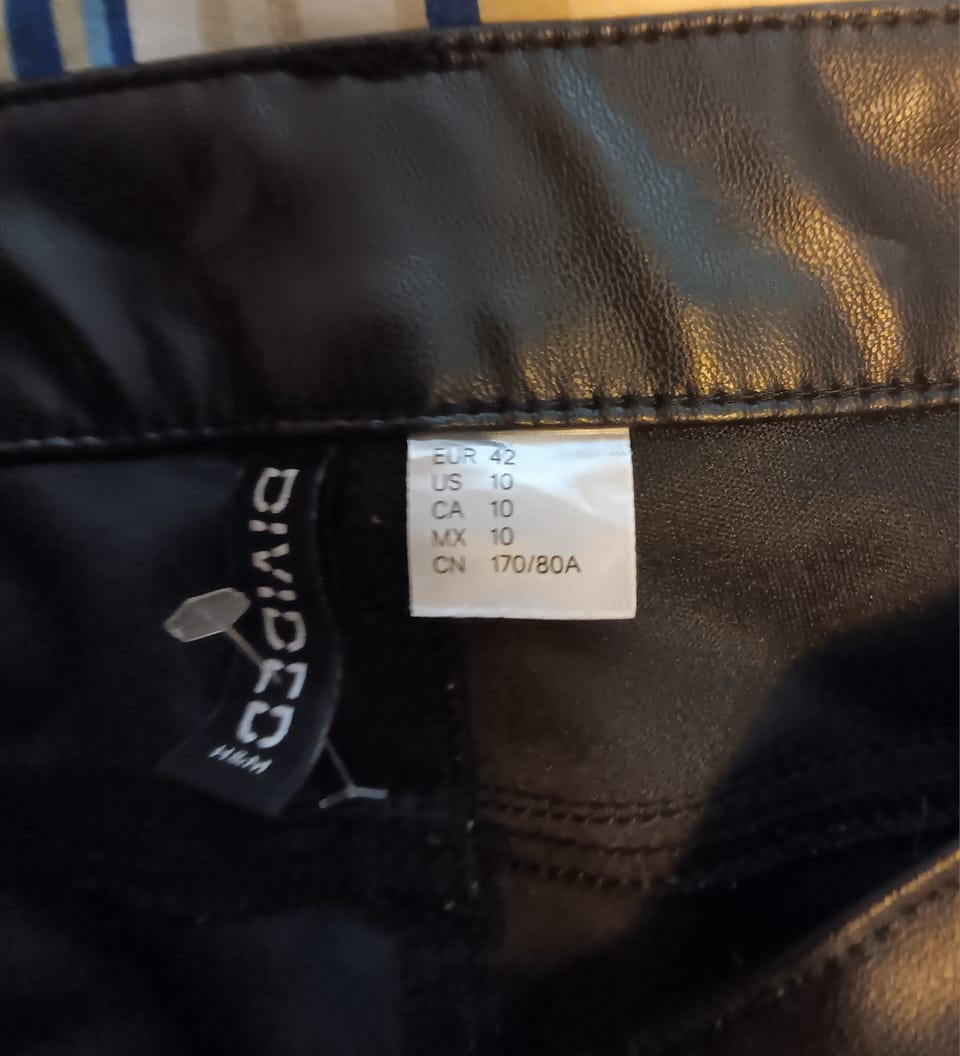 DIVIDED
H&M
EUR 42
US 10
CA 10
MX 10
CN 170/80A